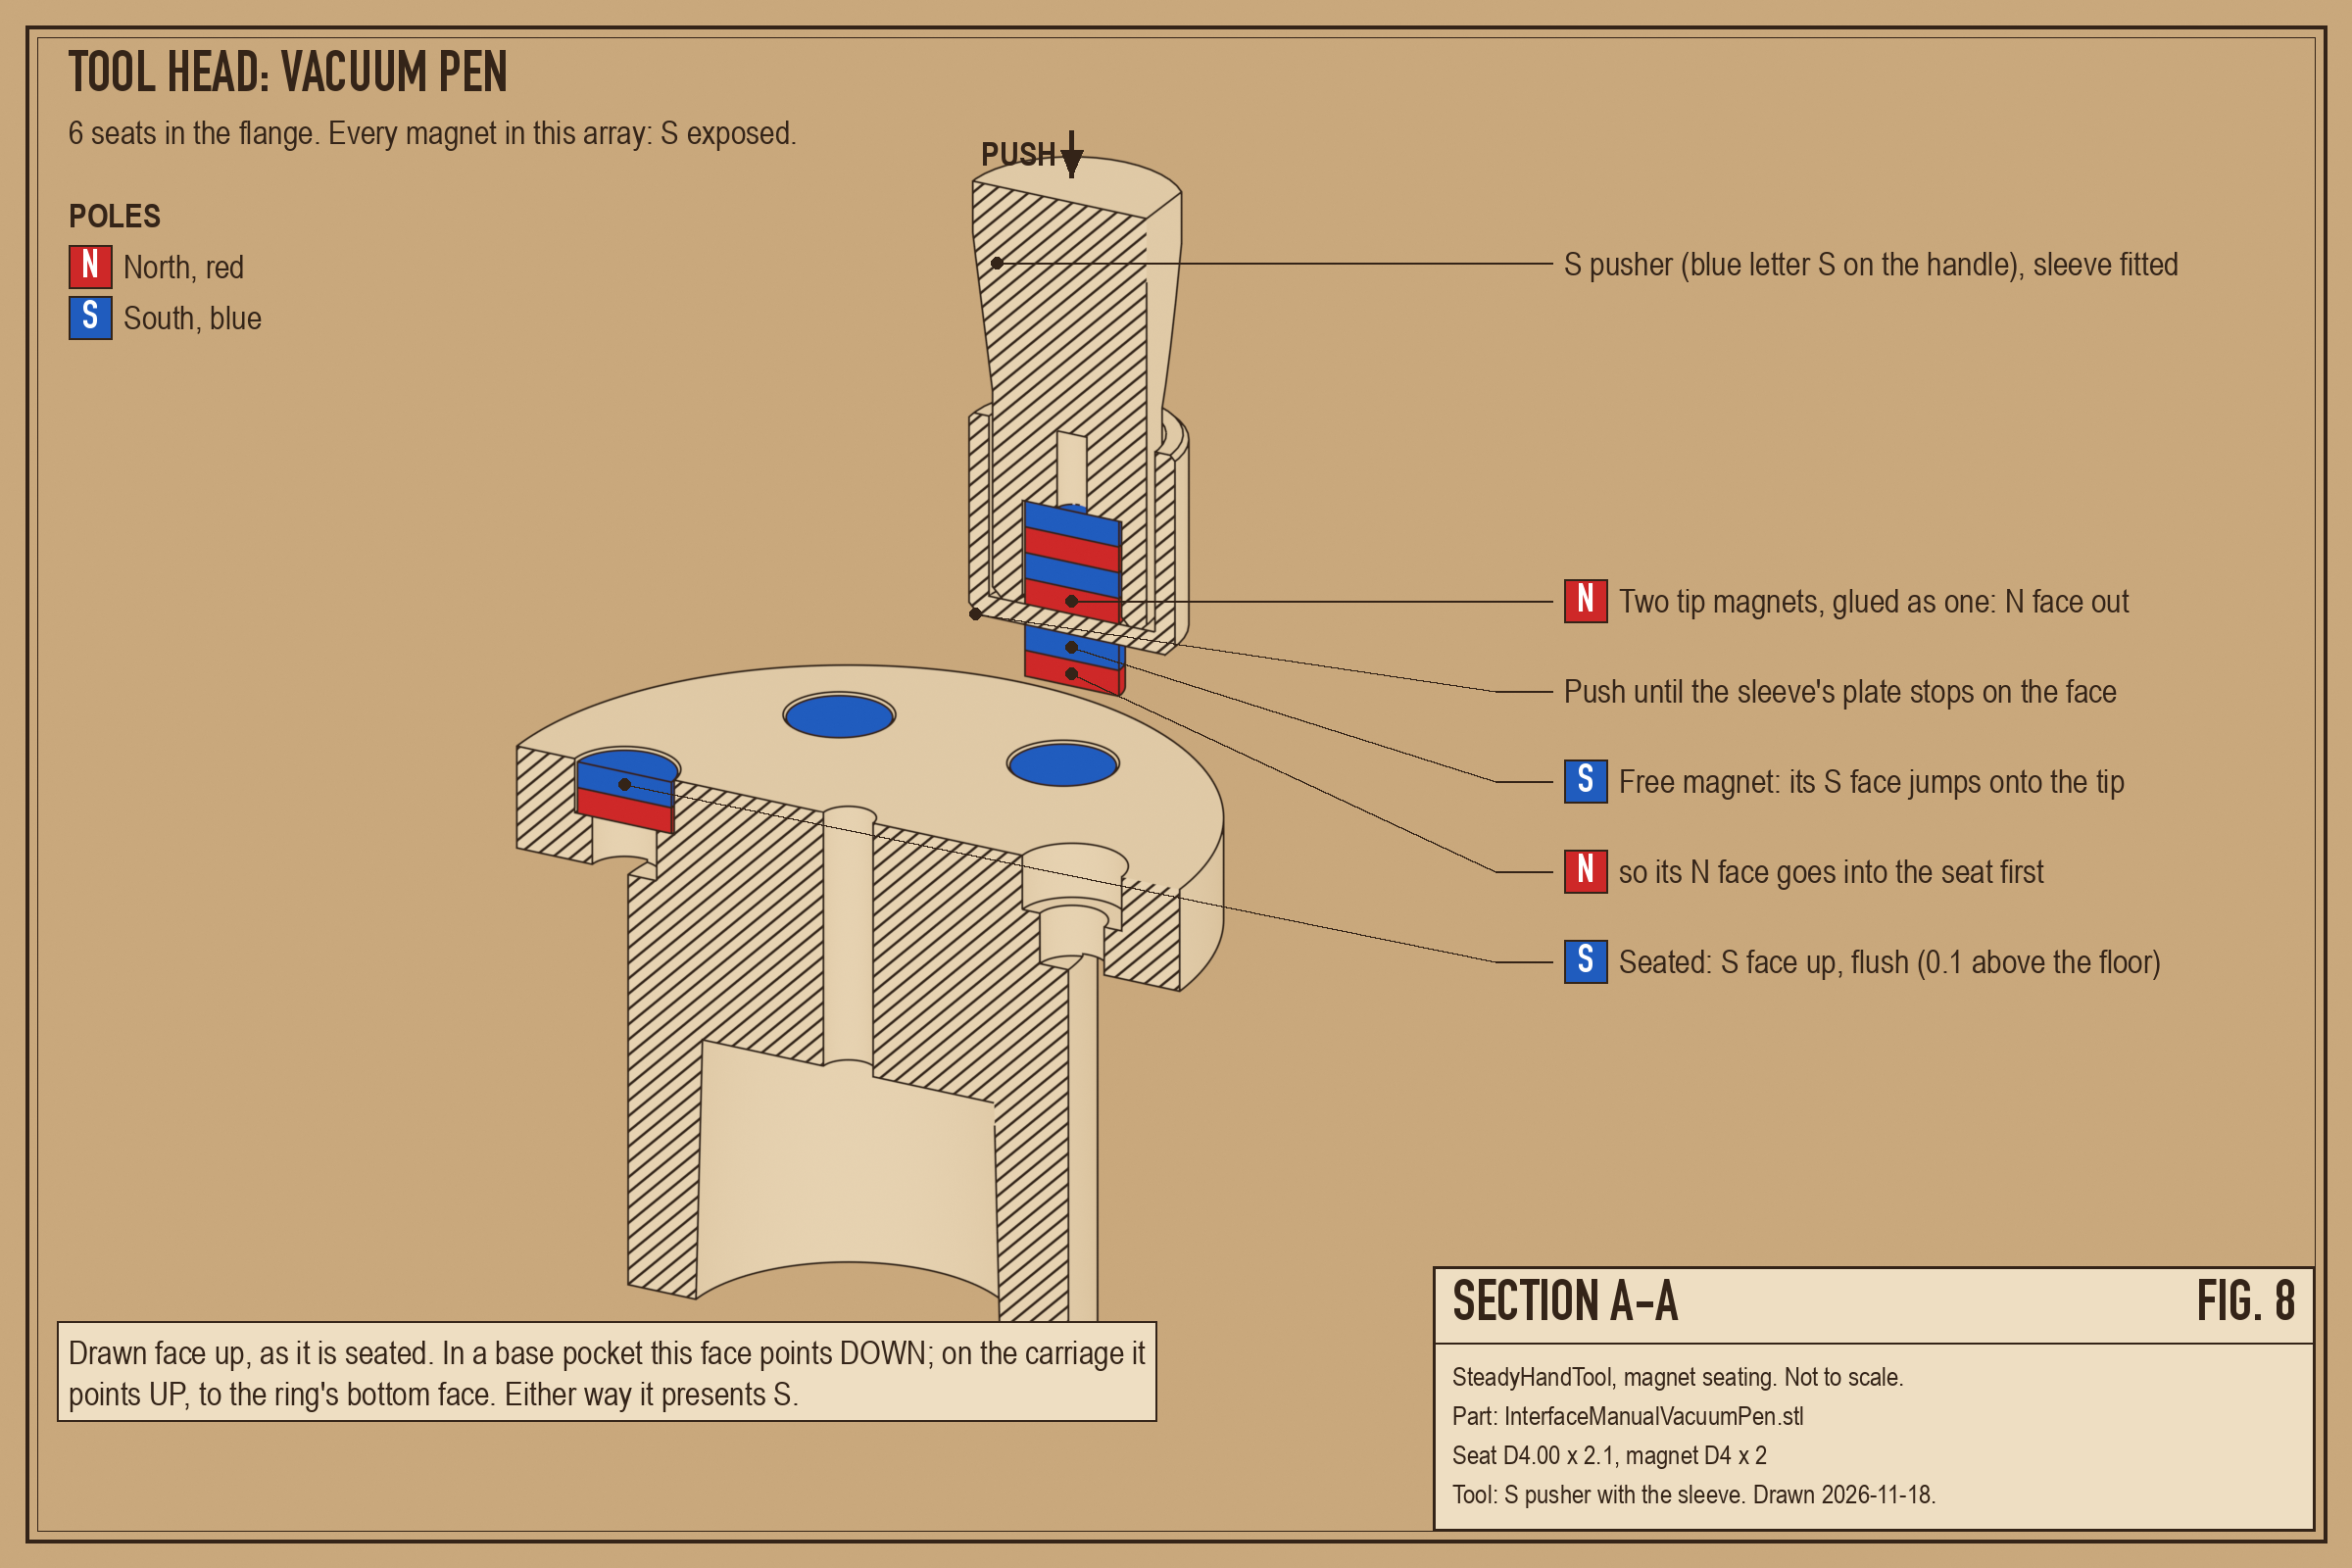 TOOL HEAD: VACUUM PEN
6 seats in the flange. Every magnet in this array: S exposed.
PUSH
POLES
N North, red
S South, blue
S pusher (blue letter S on the handle), sleeve fitted
N Two tip magnets, glued as one: N face out
Push until the sleeve's plate stops on the face
S Free magnet: its S face jumps onto the tip
N so its N face goes into the seat first
S Seated: S face up, flush (0.1 above the floor)
Drawn face up, as it is seated. In a base pocket this face points DOWN; on the carriage it
points UP, to the ring's bottom face. Either way it presents S.
SECTION A-A FIG. 8
SteadyHandTool, magnet seating. Not to scale.
Part: InterfaceManualVacuumPen.stl
Seat D4.00 x 2.1, magnet D4 x 2
Tool: S pusher with the sleeve. Drawn 2026-11-18.